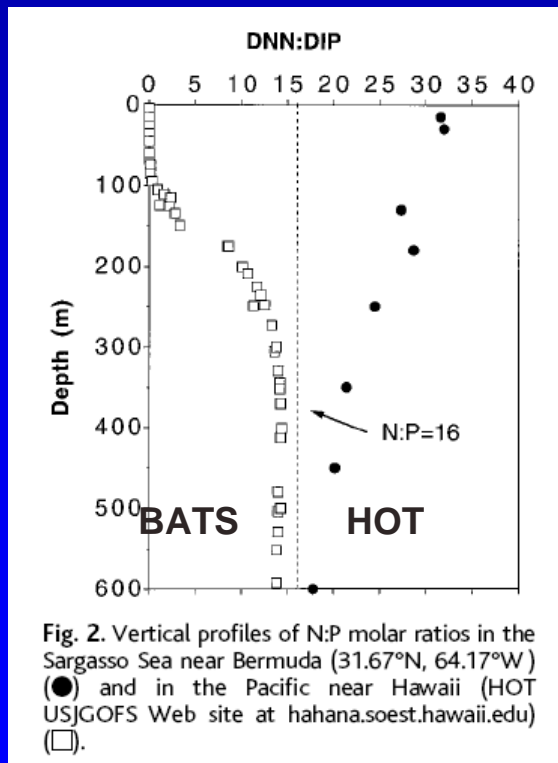 DNN:DIP
0 5 10 15 20 25 30 35 40
0
100
200
300
400
500
600
Depth (m)
N:P=16
BATS HOT
Fig. 2. Vertical profiles of N:P molar ratios in the
Sargasso Sea near Bermuda (31.67°N, 64.17°W)
(●) and in the Pacific near Hawaii (HOT
USJGOFS Web site at hahana.soest.hawaii.edu)
(□).